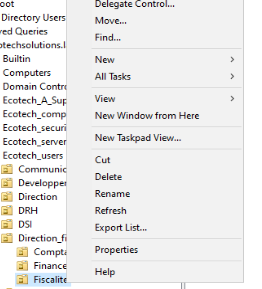 oot
Directory Users
ved Queries
otechsolutions.l
Builtin
Computers
Domain Contro
Ecotech_A_Sup
Ecotech_comp
Ecotech_securi
Ecotech_server
Ecotech_users
Communic
Developper
Direction
DRH
DSI
Direction_fi
Compta
Finance
Fiscalite
Delegate Control...
Move...
Find...
New
All Tasks
View
New Window from Here
New Taskpad View...
Cut
Delete
Rename
Refresh
Export List...
Properties
Help